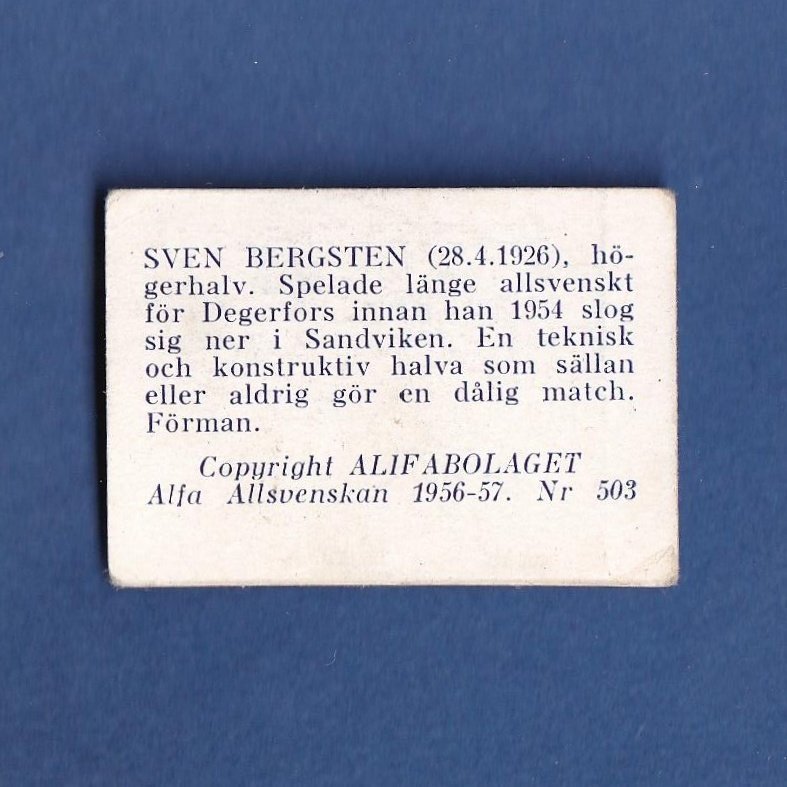 SVEN BERGSTEN (28.4.1926), hö-
gerhalv. Spelade länge allsvenskt
för Degerfors innan han 1954 slog
sig ner i Sandviken. En teknisk
och konstruktiv halva som sällan
eller aldrig gör en dålig match.
Förman.
Copyright ALIFABOLAGET
Alfa Allsvenskan 1956-57. Nr 503